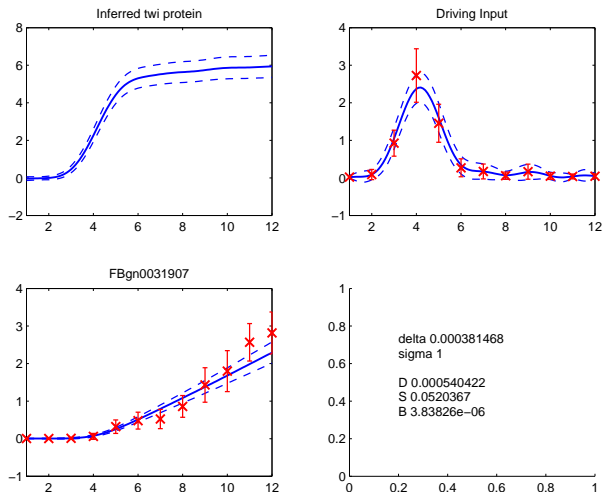 Inferred twi protein
8
6
4
2
0
−2
2 4 6 8 10 12
Driving Input
4
3
2
1
0
−1
2 4 6 8 10 12
FBgn0031907
4
3
2
1
0
−1
2 4 6 8 10 12
1
0.8
0.6
0.4
0.2
0
0 0.2 0.4 0.6 0.8 1
delta 0.000381468
sigma 1
D 0.000540422
S 0.0520367
B 3.83826e−06